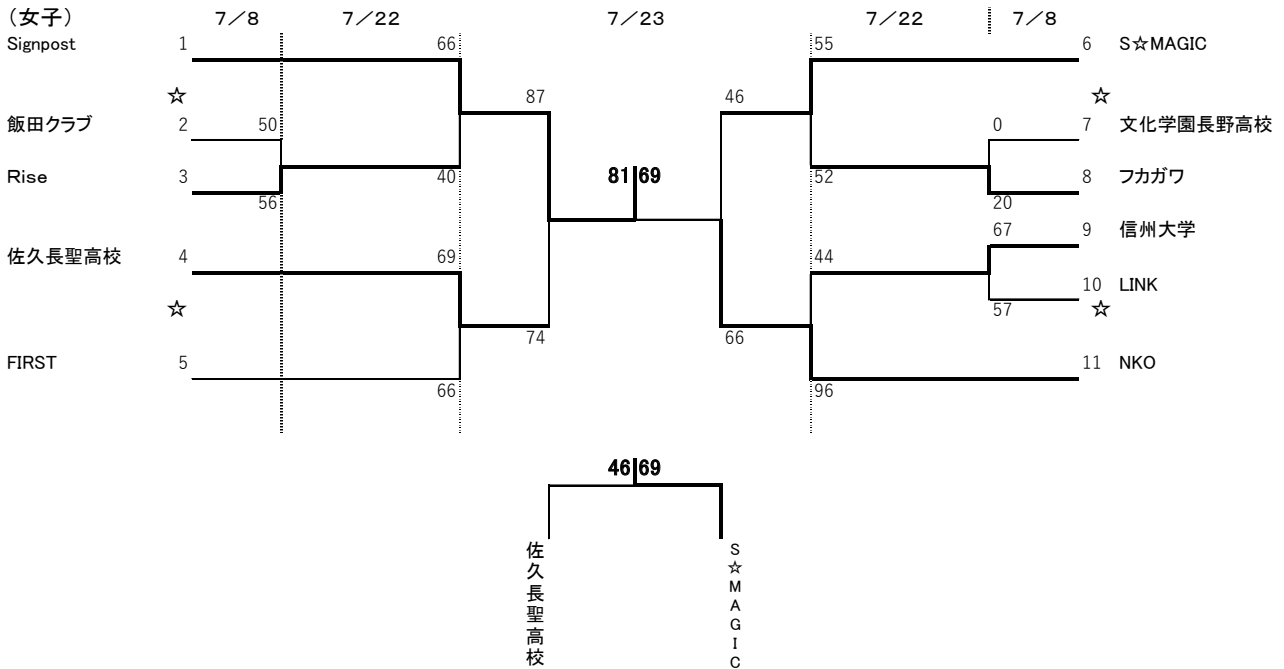 (女子)
7/8 7/22 7/23 7/22 7/8
Signpost 1 66 55 6 S☆MAGIC
☆ 87 46 ☆
飯田クラブ 2 50 0 7 文化学園長野高校
Rise 3 40 81 69 52 8 フカガワ
56 20
67 9 信州大学
佐久長聖高校 4 69 44
10 LINK
☆ 57 ☆
74 66
FIRST 5 11 NKO
66 96
46 69
佐久長聖高校
S☆MAGIC